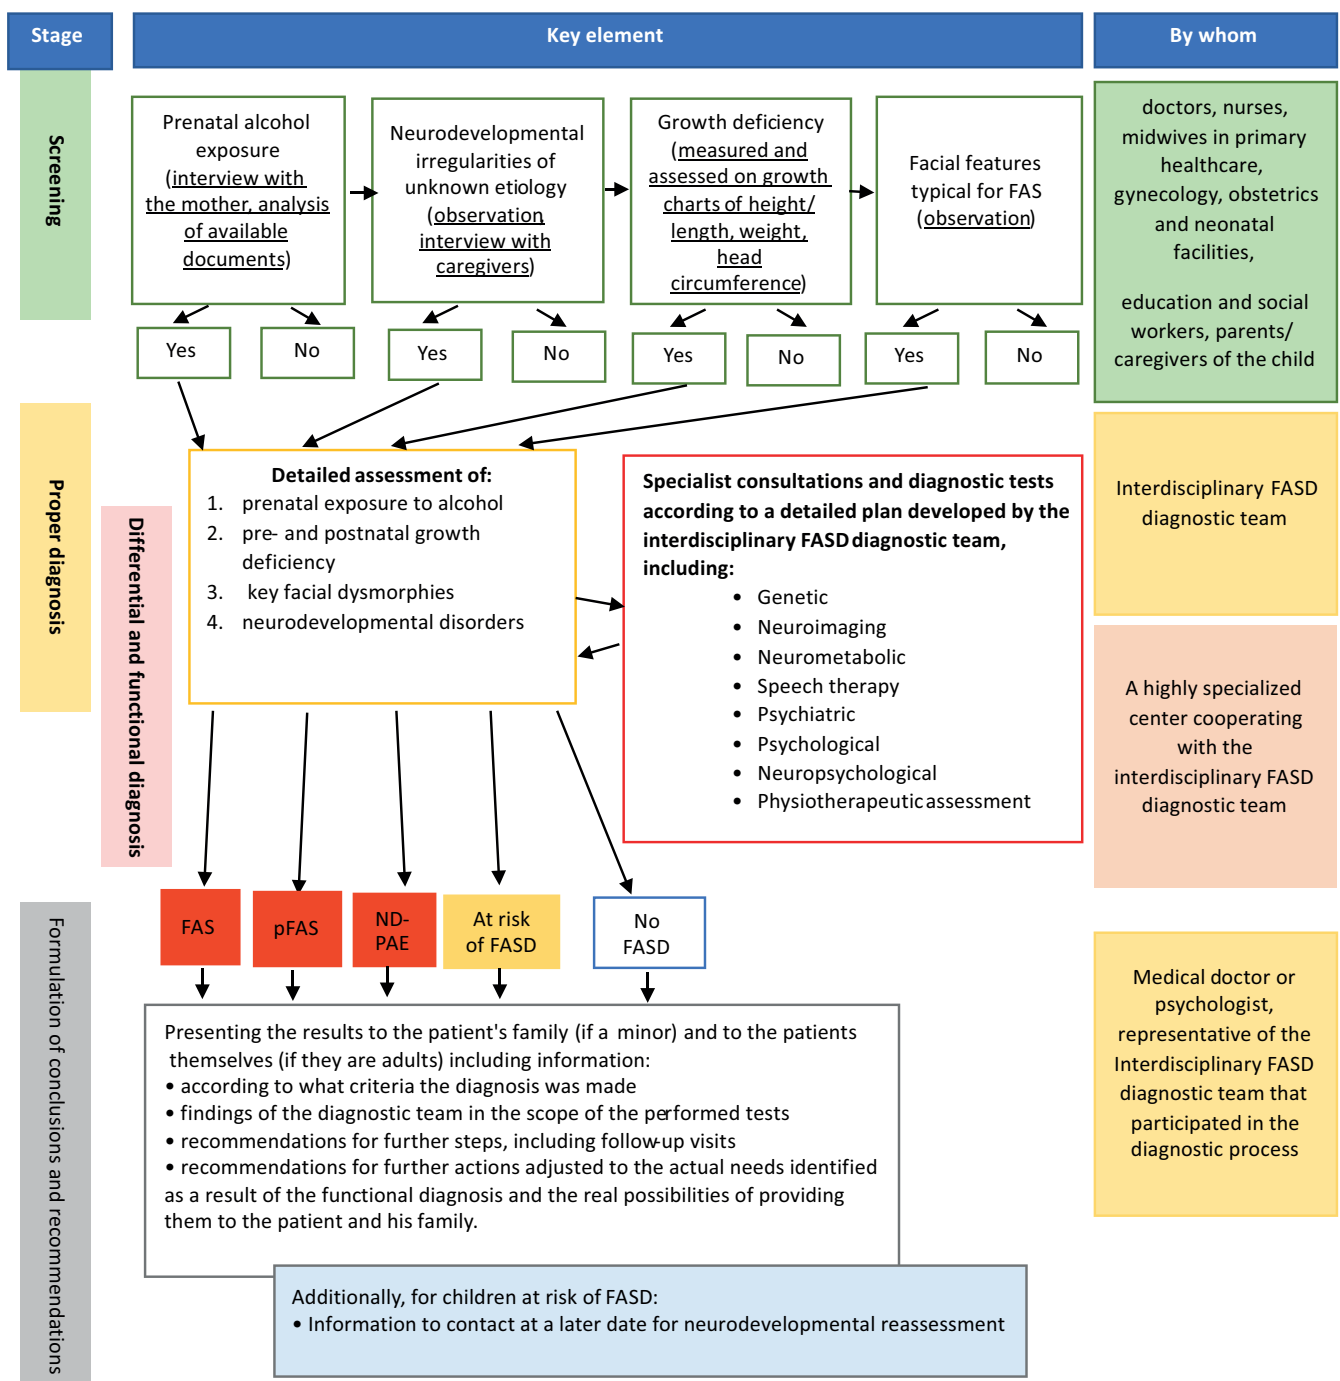 Stage
Key element
By whom
Screening
Prenatal alcohol
exposure
(interview with
the mother, analysis
of available
documents)
Neurodevelopmental
irregularities of
unknown etiology
(observation,
interview with
caregivers)
Growth deficiency
(measured and
assessed on growth
charts of height/
length, weight,
head
circumference)
Facial features
typical for FAS
(observation)
Yes
No
Yes
No
Yes
No
Yes
No
doctors, nurses,
midwives in primary
healthcare,
gynecology, obstetrics
and neonatal
facilities,
education and social
workers, parents/
caregivers of the child
Proper diagnosis
Differential and functional diagnosis
Detailed assessment of:
1. prenatal exposure to alcohol
2. pre- and postnatal growth
deficiency
3. key facial dysmorphies
4. neurodevelopmental disorders
Specialist consultations and diagnostic tests
according to a detailed plan developed by the
interdisciplinary FASD diagnostic team,
including:
• Genetic
• Neuroimaging
• Neurometabolic
• Speech therapy
• Psychiatric
• Psychological
• Neuropsychological
• Physiotherapeutic assessment
Interdisciplinary FASD
diagnostic team
A highly specialized
center cooperating
with the
interdisciplinary FASD
diagnostic team
Formulation of conclusions and recommendations
FAS
pFAS
ND-
PAE
At risk
of FASD
No
FASD
Presenting the results to the patient's family (if a minor) and to the patients
themselves (if they are adults) including information:
• according to what criteria the diagnosis was made
• findings of the diagnostic team in the scope of the performed tests
• recommendations for further steps, including follow-up visits
• recommendations for further actions adjusted to the actual needs identified
as a result of the functional diagnosis and the real possibilities of providing
them to the patient and his family.
Additionally, for children at risk of FASD:
• Information to contact at a later date for neurodevelopmental reassessment
Medical doctor or
psychologist,
representative of the
Interdisciplinary FASD
diagnostic team that
participated in the
diagnostic process